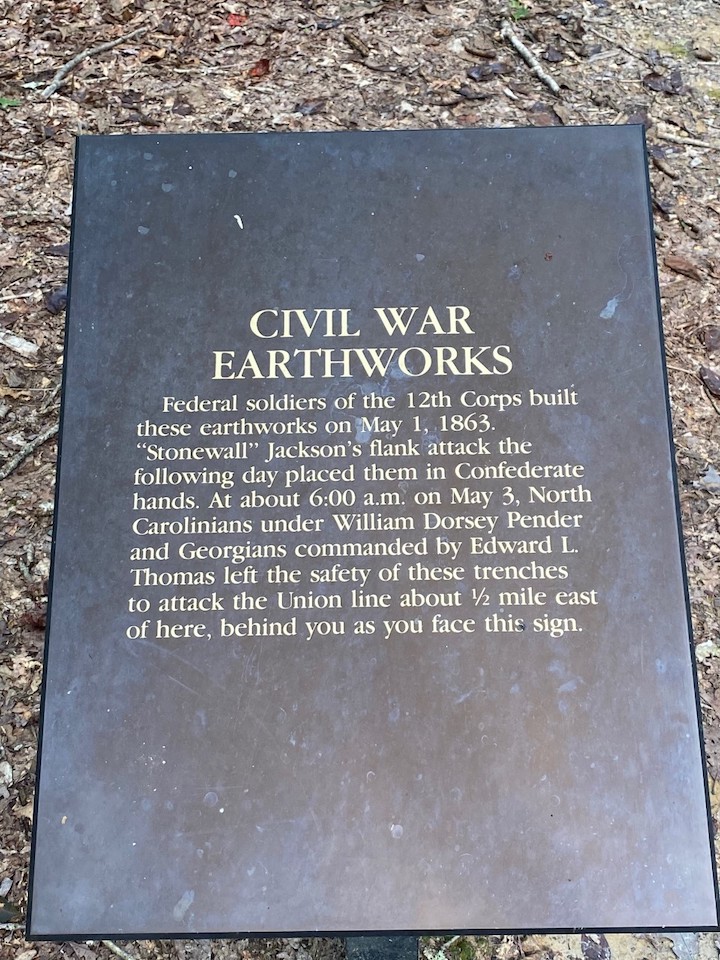 CIVIL WAR
EARTHWORKS
Federal soldiers of the 12th Corps built
these earthworks on May 1, 1863.
“Stonewall” Jackson’s flank attack the
following day placed them in Confederate
hands. At about 6:00 a.m. on May 3, North
Carolinians under William Dorsey Pender
and Georgians commanded by Edward L.
Thomas left the safety of these trenches
to attack the Union line about ½ mile east
of here, behind you as you face this sign.